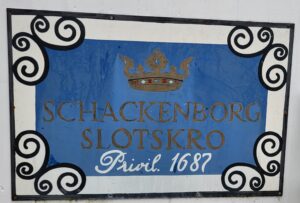 SCHACKENBORG
SLOTSKRO
Privil. 1687